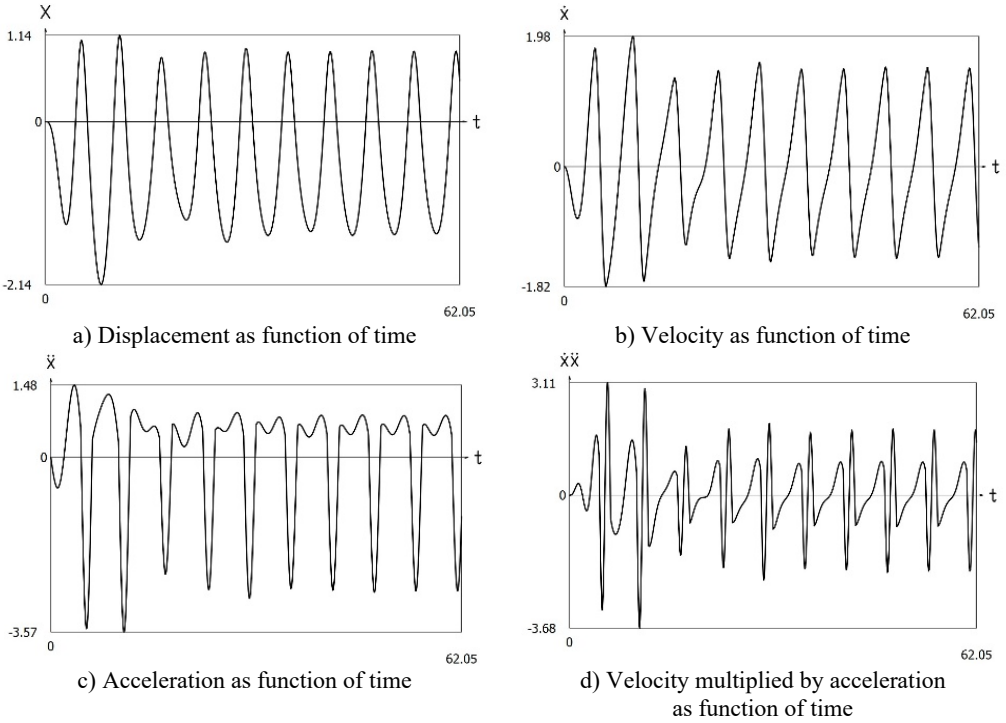 X
1.14
0
t
-2.14
0
62.05
a) Displacement as function of time
ẋ
1.98
0
t
-1.82
0
62.05
b) Velocity as function of time
ẍ
1.48
0
t
-3.57
0
62.05
c) Acceleration as function of time
ẋẍ
3.11
0
t
-3.68
0
62.05
d) Velocity multiplied by acceleration
as function of time